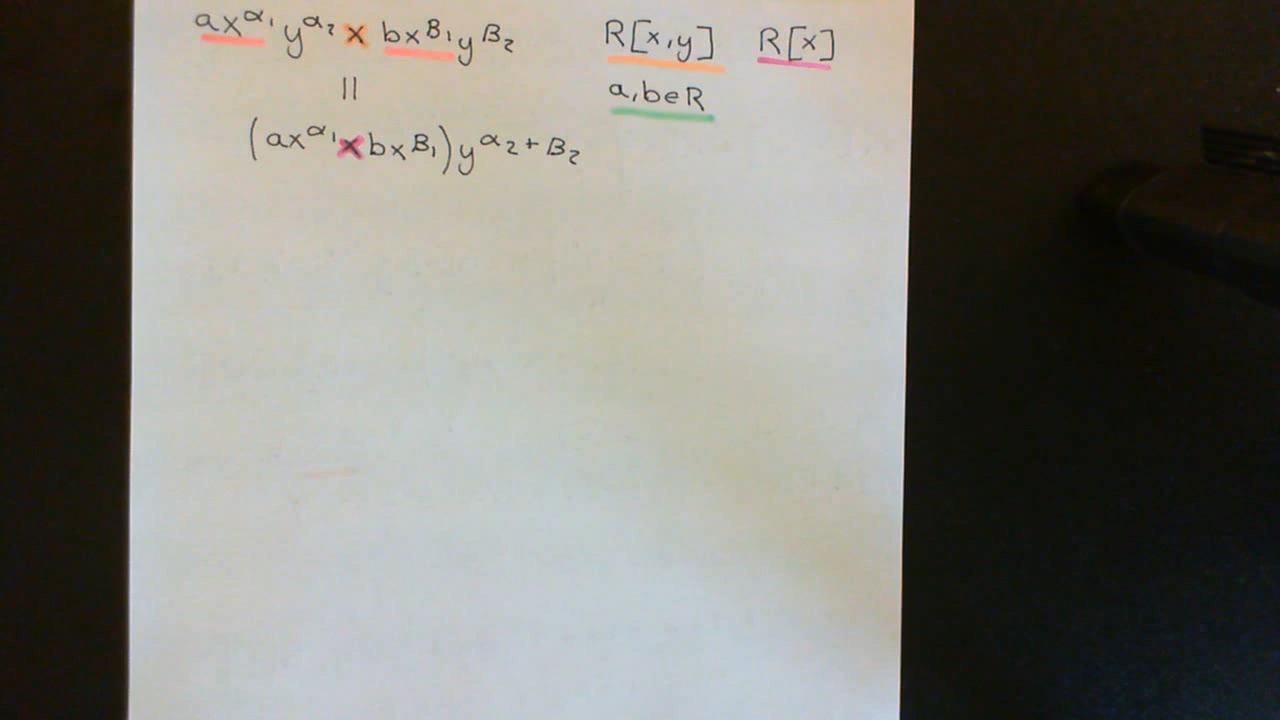 ax^α₁ y^α₂ × bx^β₁ y^β₂ R[x,y] R[x]
|| a,b∈R
(ax^α₁ × bx^β₁) y^α₂+β₂